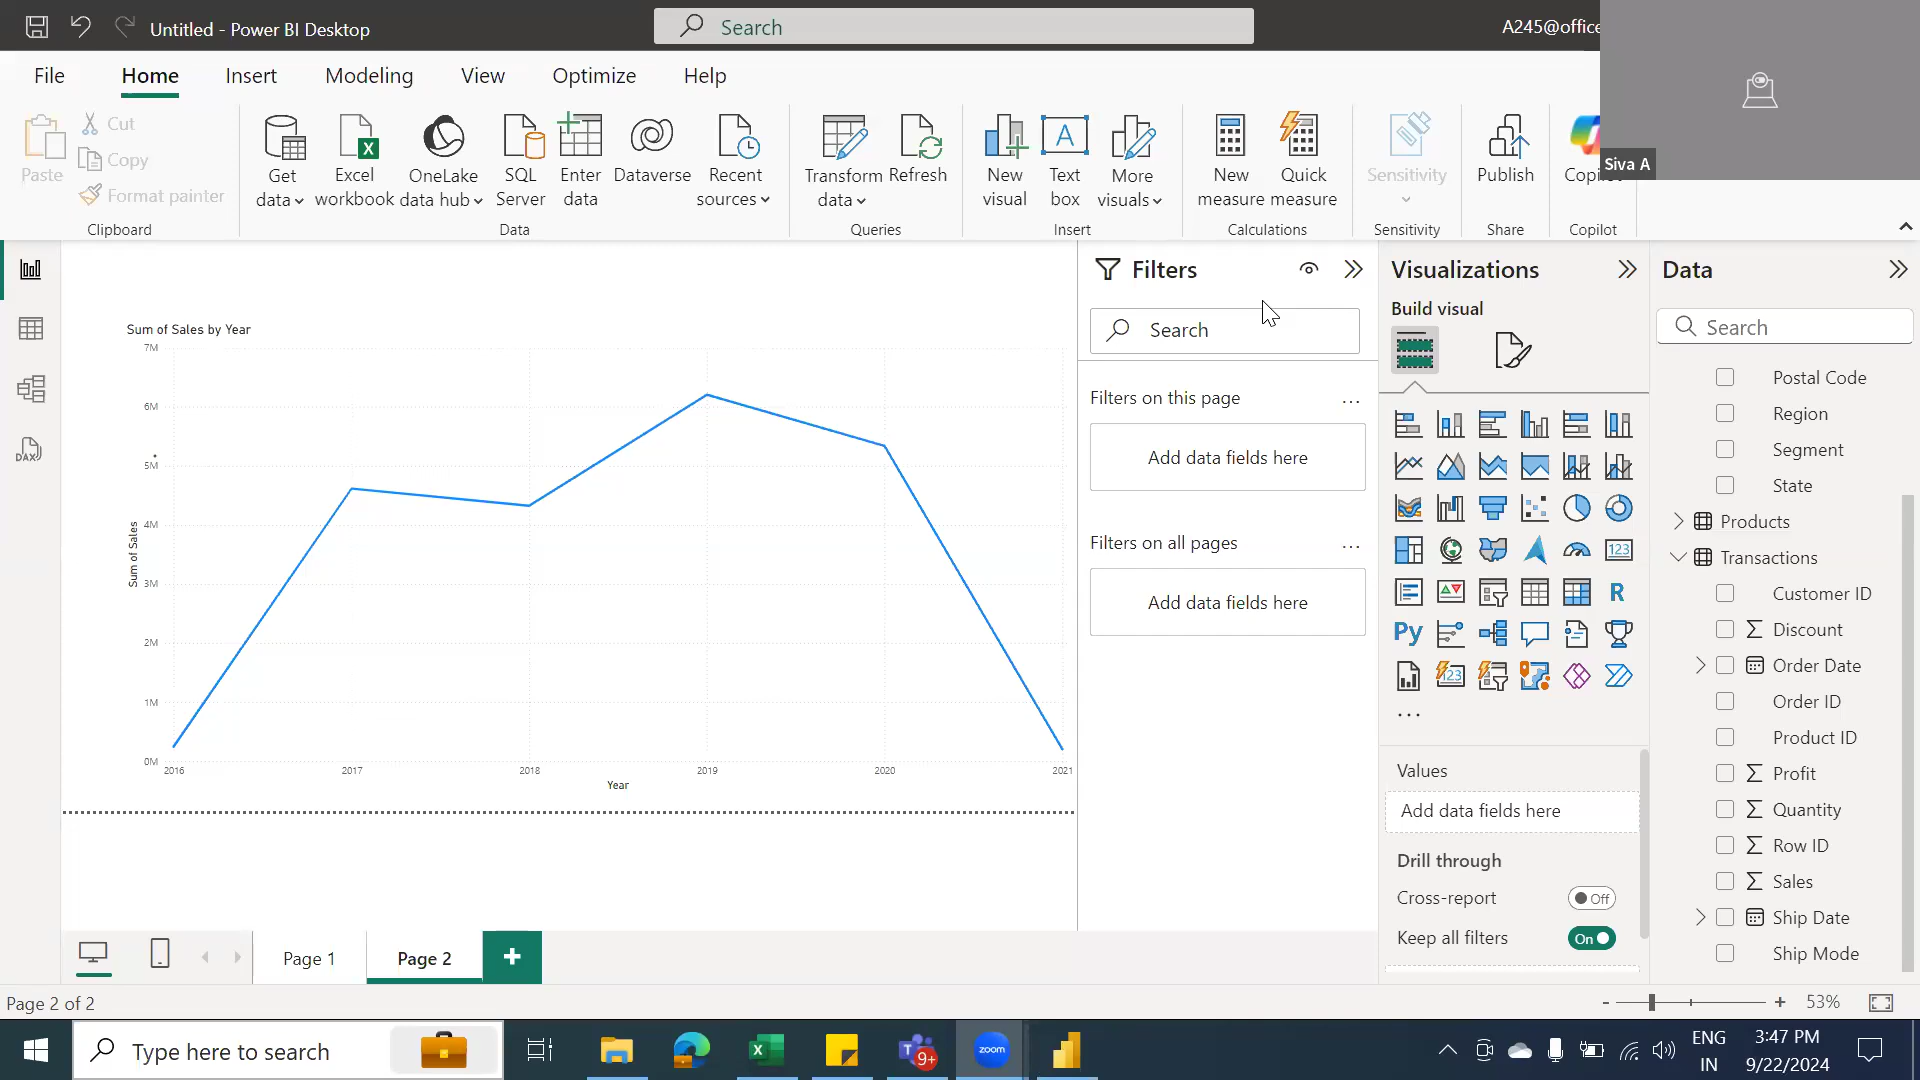 Untitled - Power BI Desktop
Search
A245@office
Siva A
File
Home
Insert
Modeling
View
Optimize
Help
Paste
Cut
Copy
Format painter
Clipboard
Get data
Excel workbook
OneLake data hub
SQL Server
Enter data
Dataverse
Recent sources
Data
Transform data
Refresh
Queries
New visual
Text box
More visuals
Insert
New measure
Quick measure
Calculations
Sensitivity
Sensitivity
Publish
Share
Copilot
DAX
Sum of Sales by Year
7M
6M
5M
4M
3M
2M
1M
0M
Sum of Sales
2016
2017
2018
2019
2020
2021
Year
Filters
Search
Filters on this page
...
Add data fields here
Filters on all pages
...
Add data fields here
Visualizations
Build visual
123
R
Py
123
...
Values
Add data fields here
Drill through
Cross-report
Off
Keep all filters
On
Data
Search
Postal Code
Region
Segment
State
Products
Transactions
Customer ID
Discount
Order Date
Order ID
Product ID
Profit
Quantity
Row ID
Sales
Ship Date
Ship Mode
Page 1
Page 2
+
Page 2 of 2
-
+
53%
Type here to search
9+
zoom
ENG
IN
3:47 PM
9/22/2024